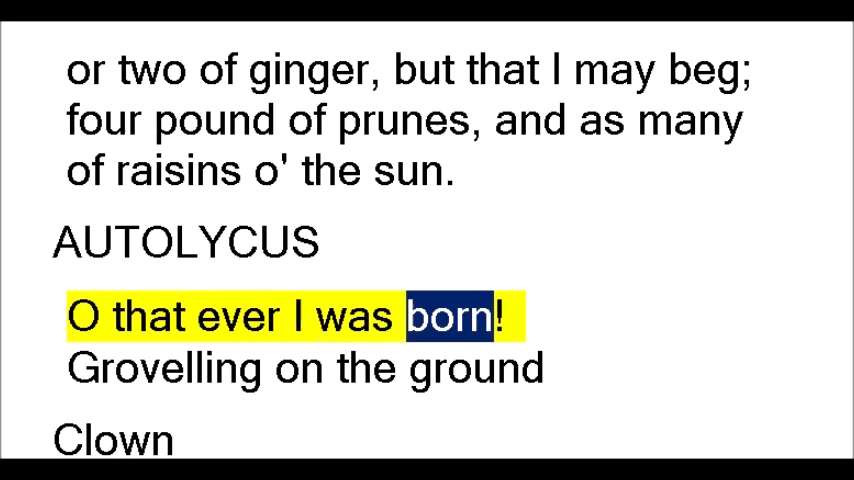 or two of ginger, but that I may beg;
four pound of prunes, and as many
of raisins o' the sun.
AUTOLYCUS
O that ever I was born!
Grovelling on the ground
Clown